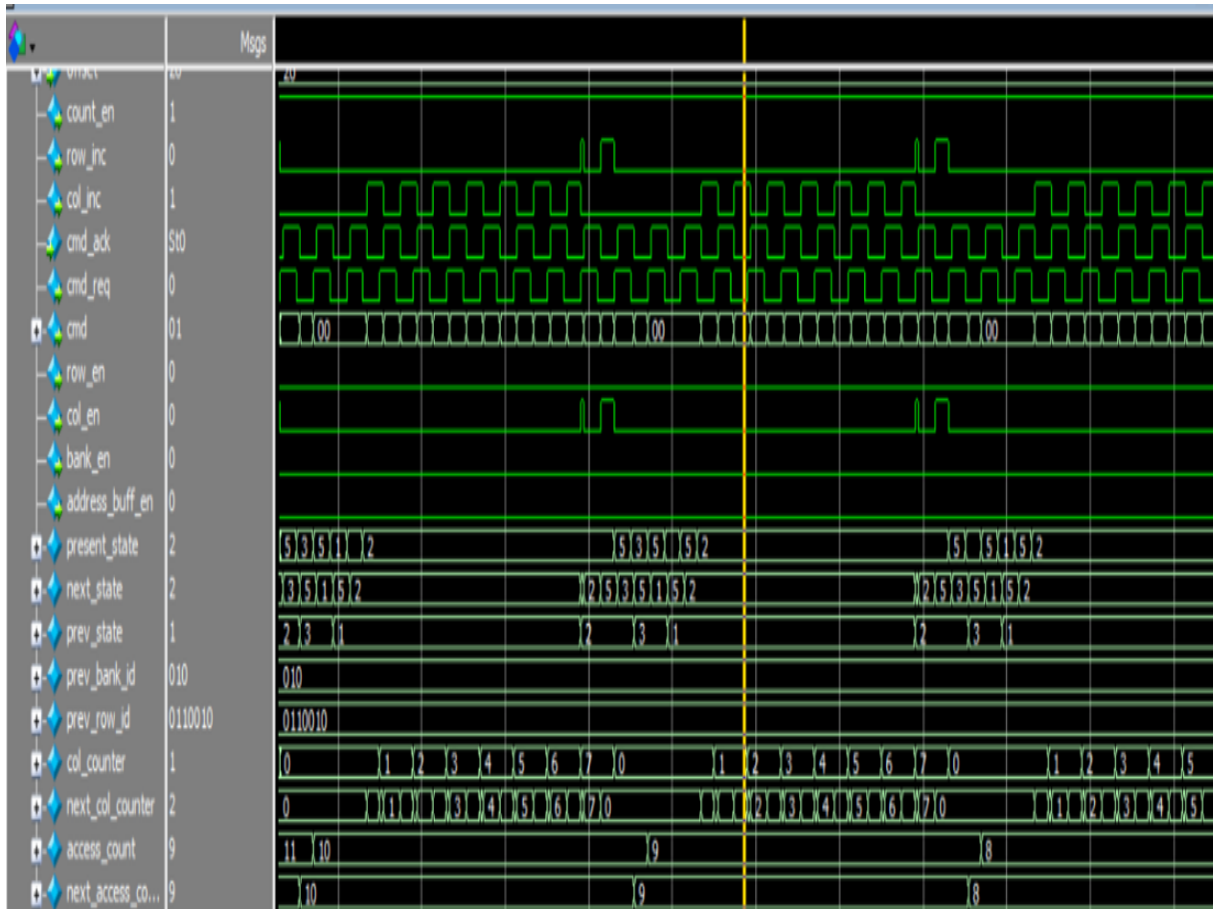 Msgs
offset 20 20
count_en 1
row_inc 0
col_inc 1
cmd_ack St0
cmd_req 0
cmd 01 00 00 00
row_en 0
col_en 0
bank_en 0
address_buff_en 0
present_state 2 5 3 5 1 2 5 3 5 5 2 5 5 1 5 2
next_state 2 3 5 1 5 2 2 5 3 5 1 5 2 2 5 3 5 1 5 2
prev_state 1 2 3 1 2 3 1 2 3 1
prev_bank_id 010 010
prev_row_id 0110010 0110010
col_counter 1 0 1 2 3 4 5 6 7 0 1 2 3 4 5 6 7 0 1 2 3 4 5
next_col_counter 2 0 1 2 3 4 5 6 7 0 2 3 4 5 6 7 0 1 2 3 4 5
access_count 9 11 10 9 8
next_access_co... 9 10 9 8